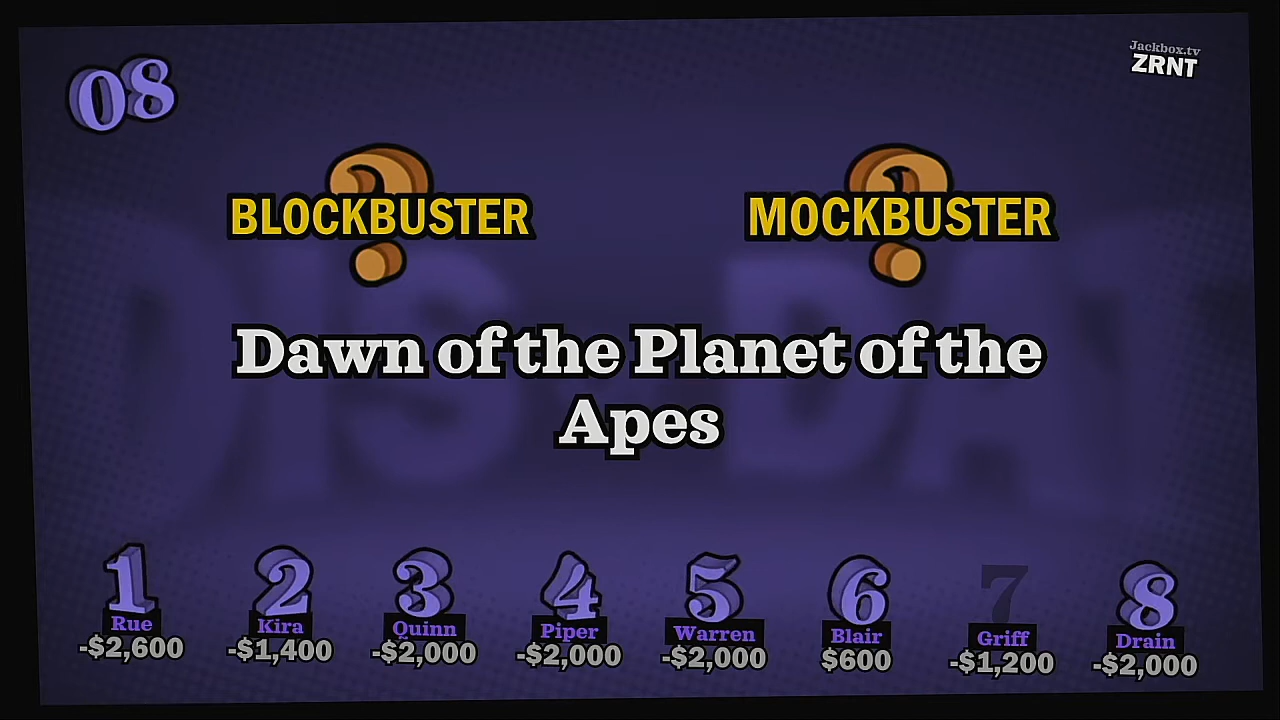 08
Jackbox.tv
ZRNT
?
?
BLOCKBUSTER
MOCKBUSTER
Dawn of the Planet of the
Apes
1 2 3 4 5 6 7 8
Rue Kira Quinn Piper Warren Blair Griff Drain
-$2,600 -$1,400 -$2,000 -$2,000 -$2,000 $600 -$1,200 -$2,000